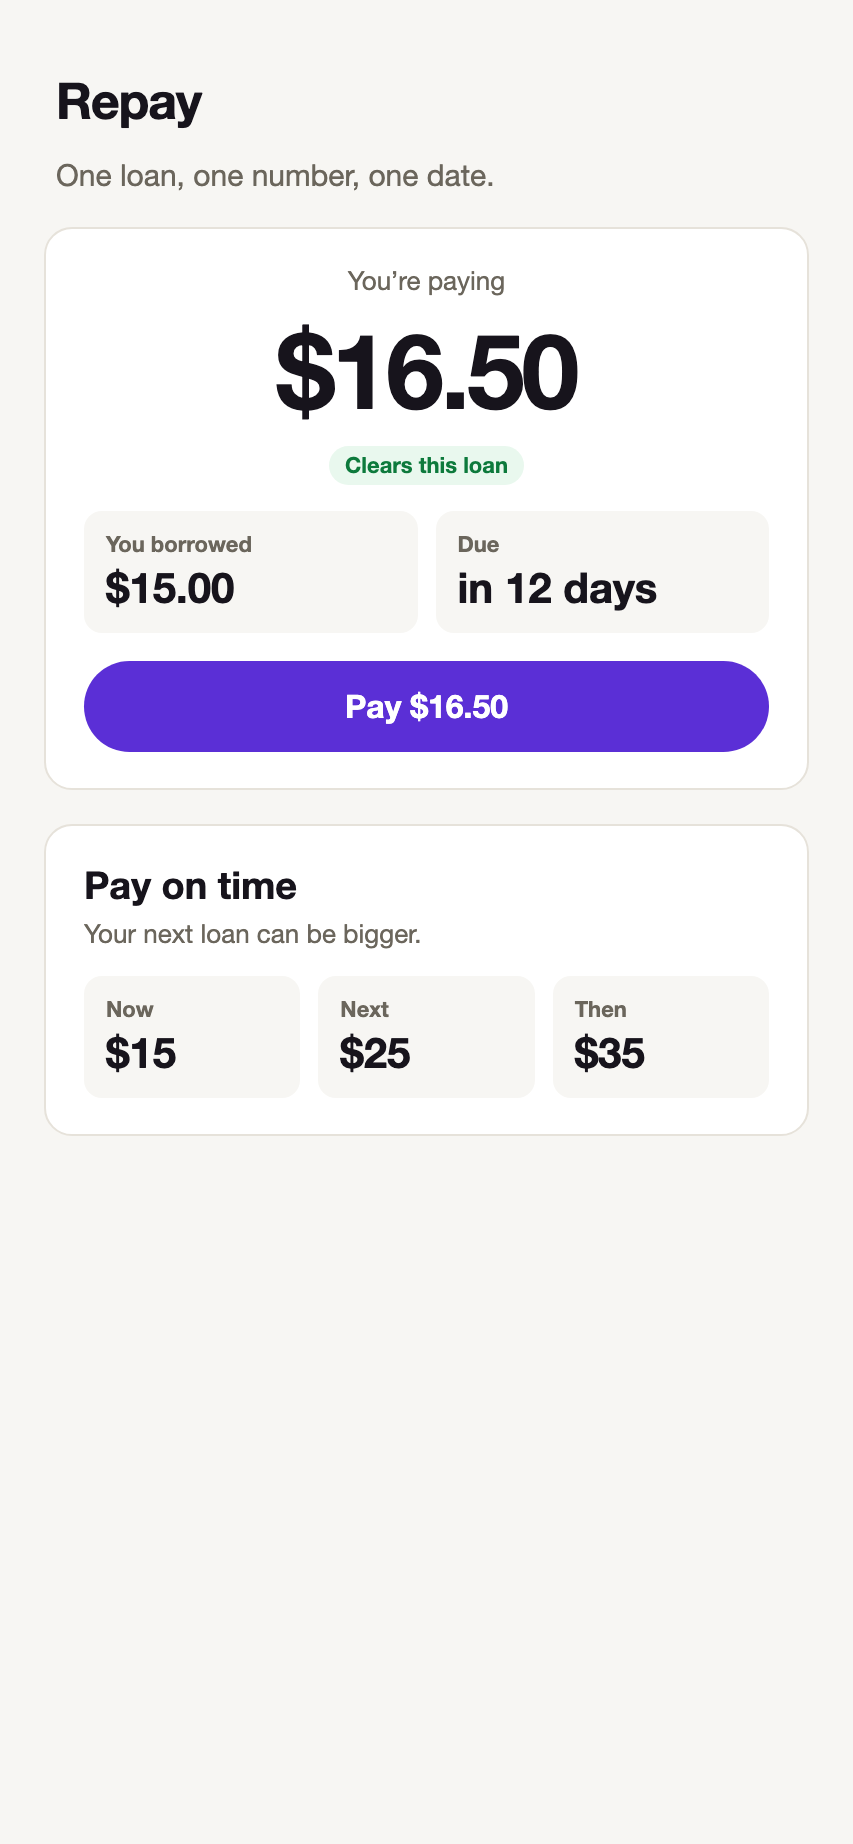 Repay
One loan, one number, one date.
You’re paying
$16.50
Clears this loan
You borrowed
$15.00
Due
in 12 days
Pay $16.50
Pay on time
Your next loan can be bigger.
Now
$15
Next
$25
Then
$35